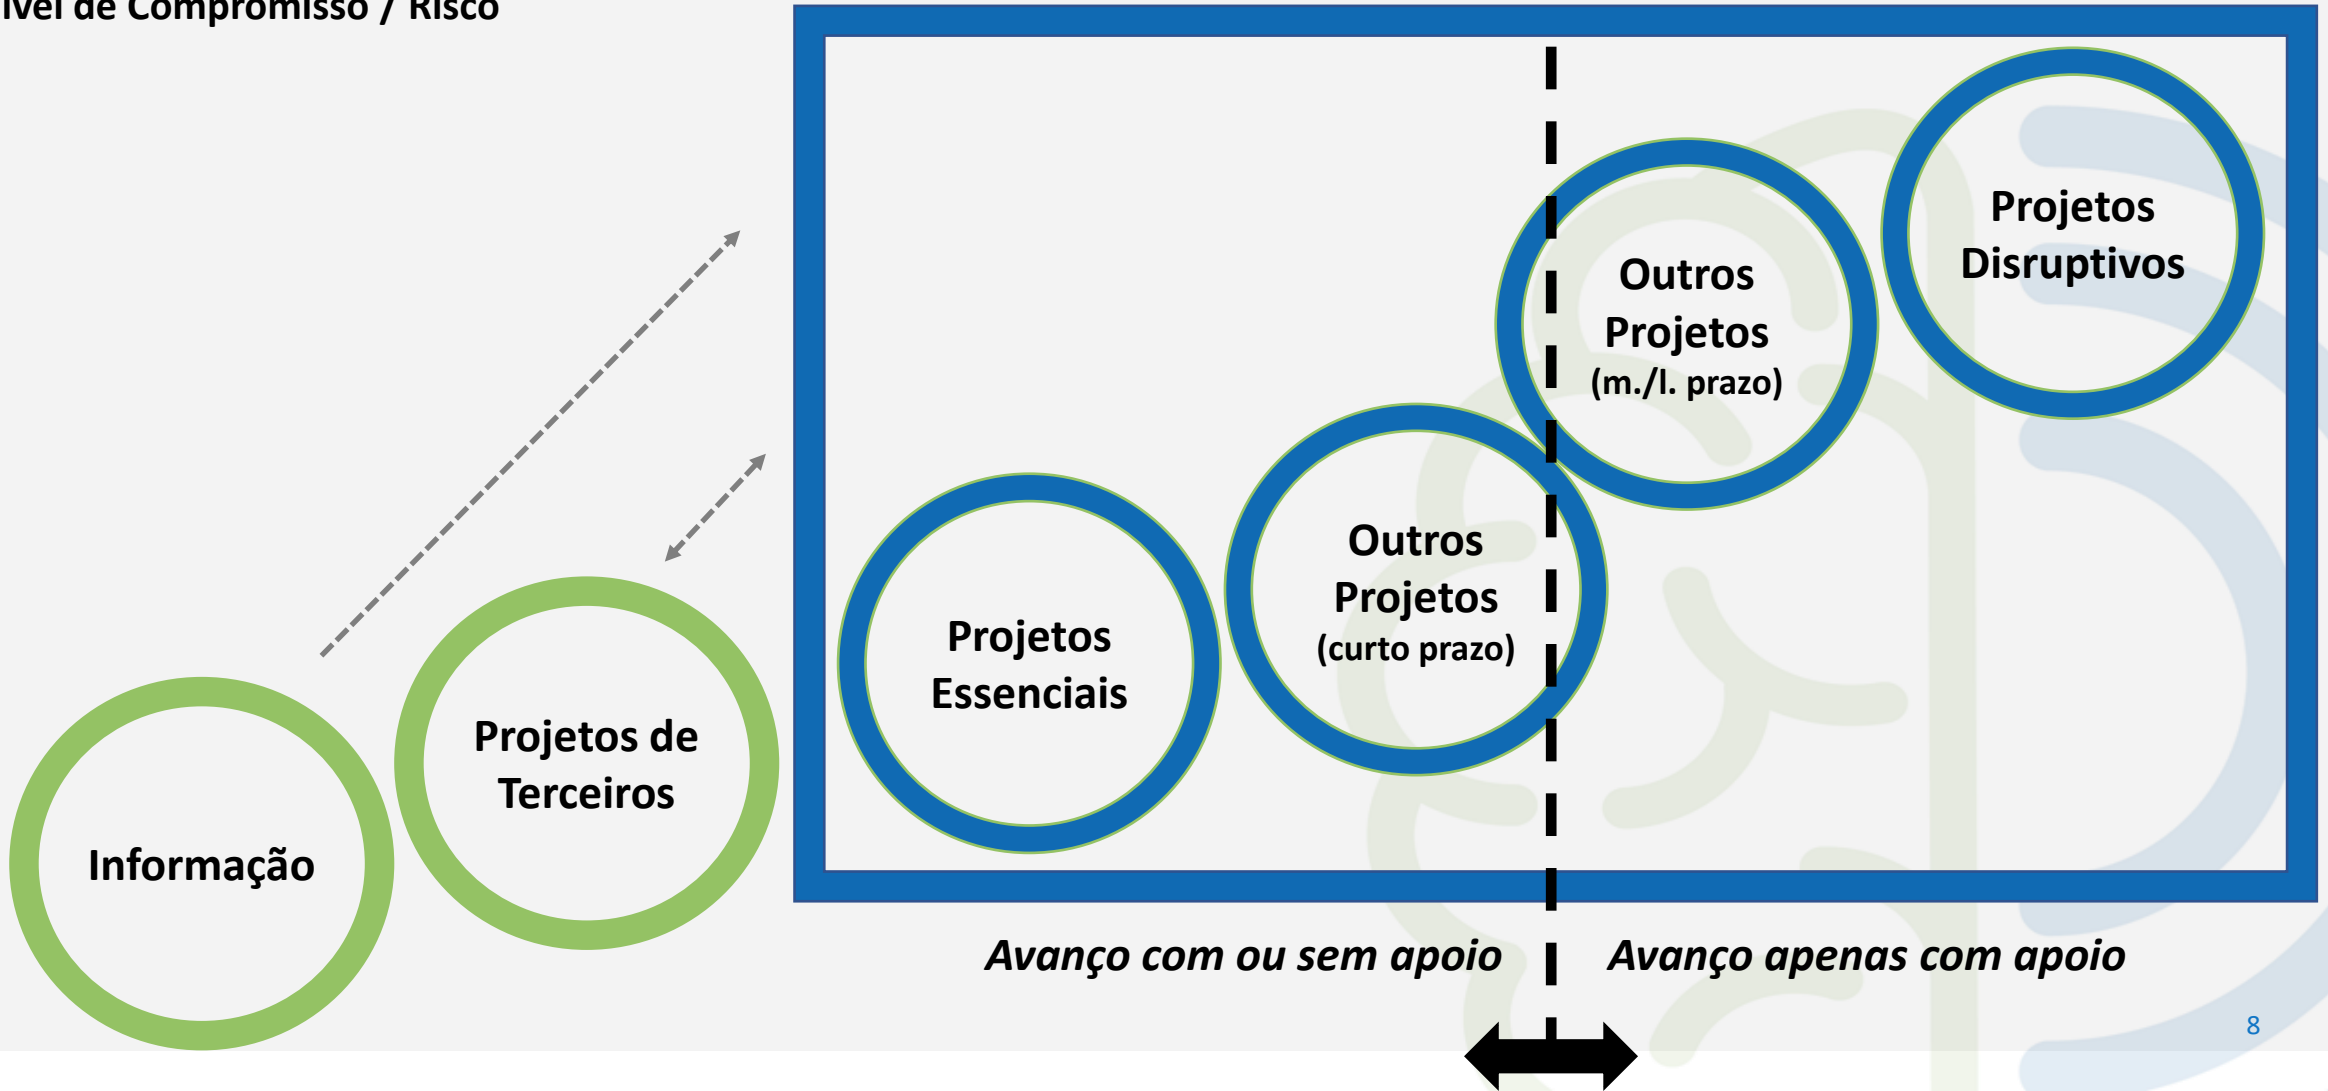 ível de Compromisso / Risco
Projetos
Disruptivos
Outros
Projetos
(m./l. prazo)
Outros
Projetos
(curto prazo)
Projetos
Essenciais
Projetos de
Terceiros
Informação
Avanço com ou sem apoio
Avanço apenas com apoio
8